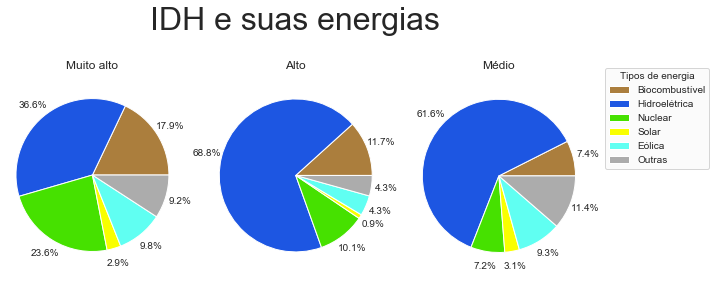 IDH e suas energias
Muito alto
36.6%
17.9%
9.2%
9.8%
2.9%
23.6%
Alto
68.8%
11.7%
4.3%
4.3%
0.9%
10.1%
Médio
61.6%
7.4%
11.4%
9.3%
3.1%
7.2%
Tipos de energia
Biocombustível
Hidroelétrica
Nuclear
Solar
Eólica
Outras